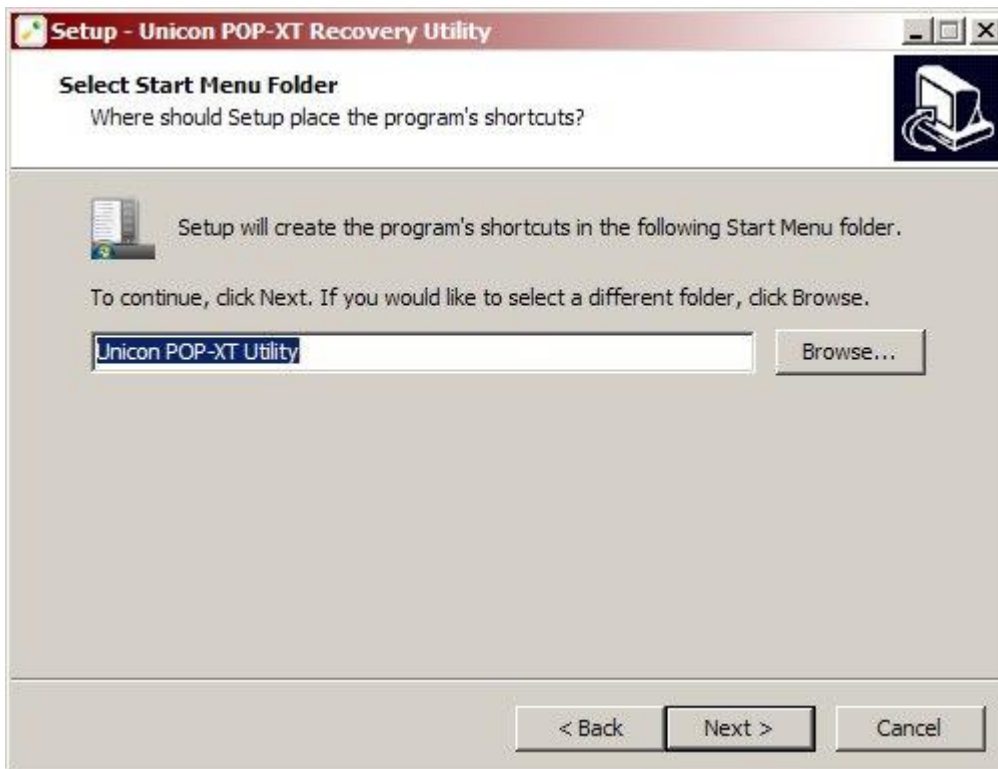 Setup - Unicon POP-XT Recovery Utility
Select Start Menu Folder
Where should Setup place the program's shortcuts?
Setup will create the program's shortcuts in the following Start Menu folder.
To continue, click Next. If you would like to select a different folder, click Browse.
Unicon POP-XT Utility
Browse...
< Back
Next >
Cancel